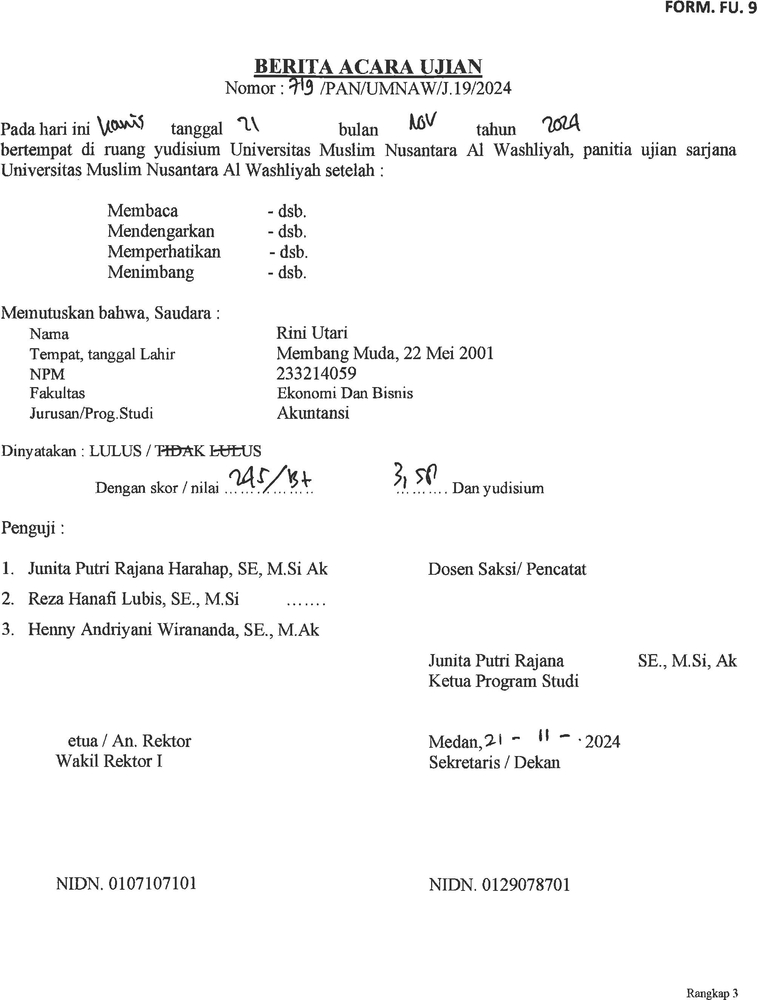 FORM. FU. 9
BERITA ACARA UJIAN
Nomor : 719 /PAN/UMNAW/J.19/2024
Pada hari ini Kamis tanggal 21 bulan Nov tahun 2024
bertempat di ruang yudisium Universitas Muslim Nusantara Al Washliyah, panitia ujian sarjana
Universitas Muslim Nusantara Al Washliyah setelah :
Membaca - dsb.
Mendengarkan - dsb.
Memperhatikan - dsb.
Menimbang - dsb.
Memutuskan bahwa, Saudara :
Nama Rini Utari
Tempat, tanggal Lahir Membang Muda, 22 Mei 2001
NPM 233214059
Fakultas Ekonomi Dan Bisnis
Jurusan/Prog.Studi Akuntansi
Dinyatakan : LULUS / TIDAK LULUS
Dengan skor / nilai 245/B+ Dan yudisium
Penguji :
1. Junita Putri Rajana Harahap, SE, M.Si Ak Dosen Saksi/ Pencatat
2. Reza Hanafi Lubis, SE., M.Si .......
3. Henny Andriyani Wirananda, SE., M.Ak
Junita Putri Rajana SE., M.Si, Ak
Ketua Program Studi
etua / An. Rektor Medan, 21 - 11 - 2024
Wakil Rektor I Sekretaris / Dekan
NIDN. 0107107101 NIDN. 0129078701
Rangkap 3